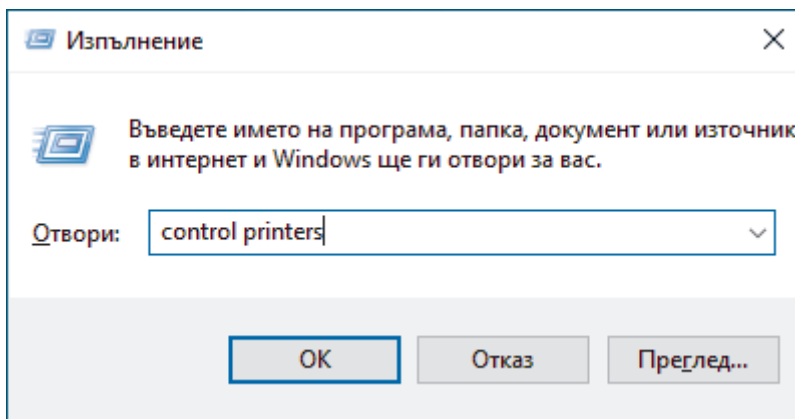 Изпълнение
Въведете името на програма, папка, документ или източник
в интернет и Windows ще ги отвори за вас.
Отвори: control printers
OK Отказ Преглед...